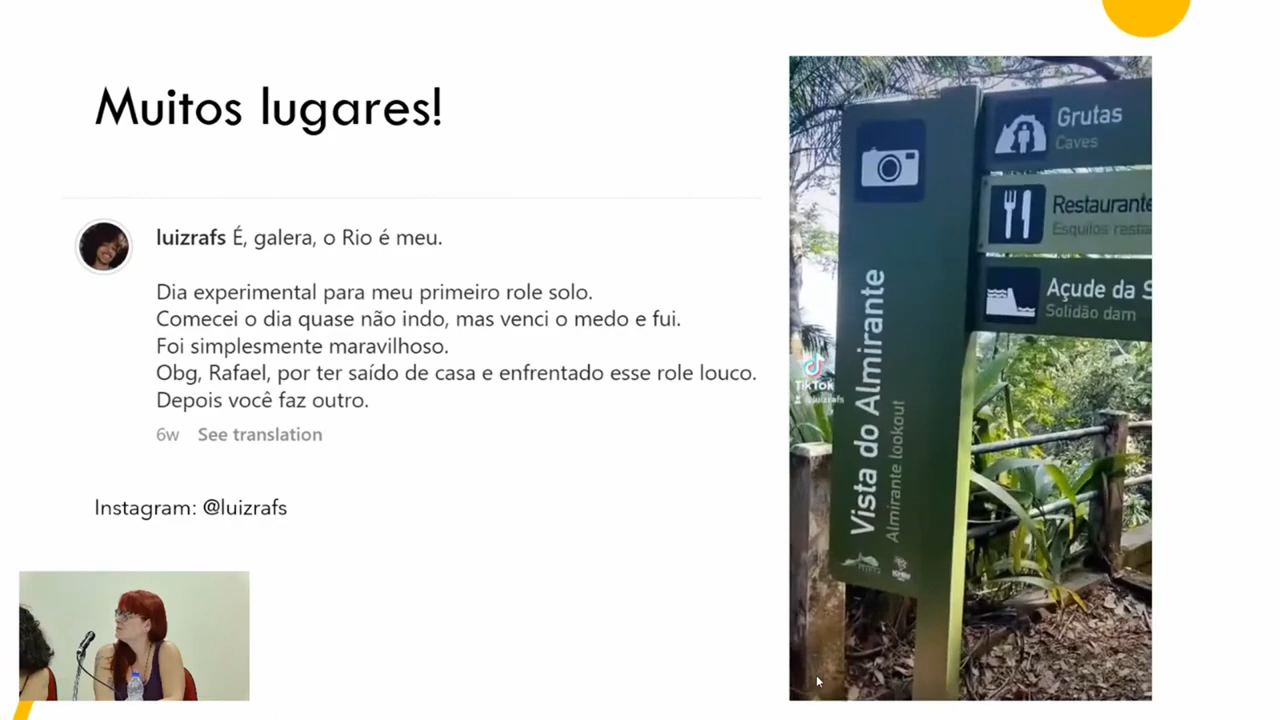 Muitos lugares!
luizrafs É, galera, o Rio é meu.
Dia experimental para meu primeiro role solo.
Comecei o dia quase não indo, mas venci o medo e fui.
Foi simplesmente maravilhoso.
Obg, Rafael, por ter saído de casa e enfrentado esse role louco.
Depois você faz outro.
6w See translation
Instagram: @luizrafs
Vista do Almirante
Almirante lookout
Grutas
Caves
Restaurante
Esquilos resta
Açude da S
Solidão dam
TikTok
@luizrafs